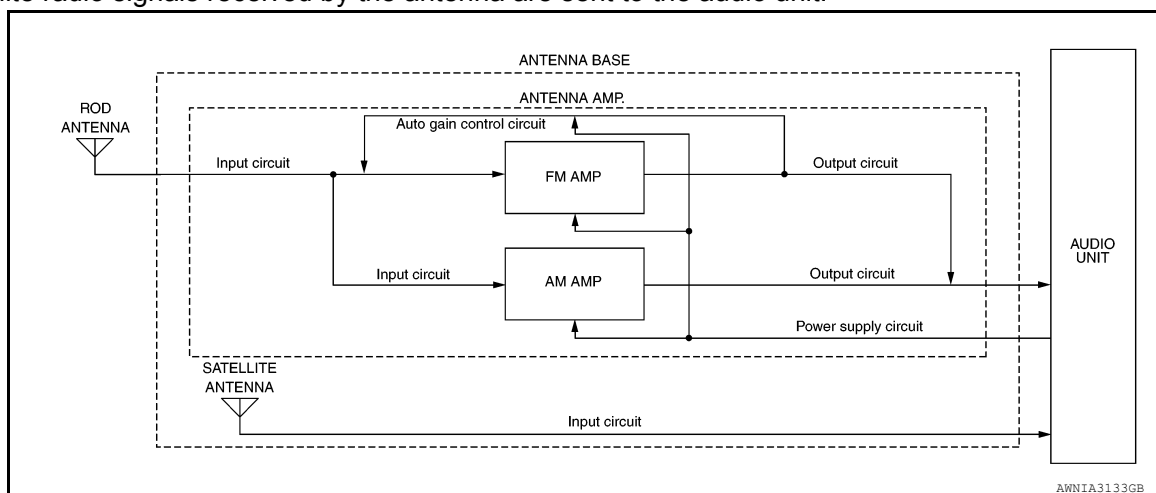 lite radio signals received by the antenna are sent to the audio unit.
ANTENNA BASE
ANTENNA AMP.
ROD
ANTENNA
Auto gain control circuit
Input circuit
FM AMP
Output circuit
AUDIO
UNIT
Input circuit
AM AMP
Output circuit
Power supply circuit
SATELLITE
ANTENNA
Input circuit
AWNIA3133GB